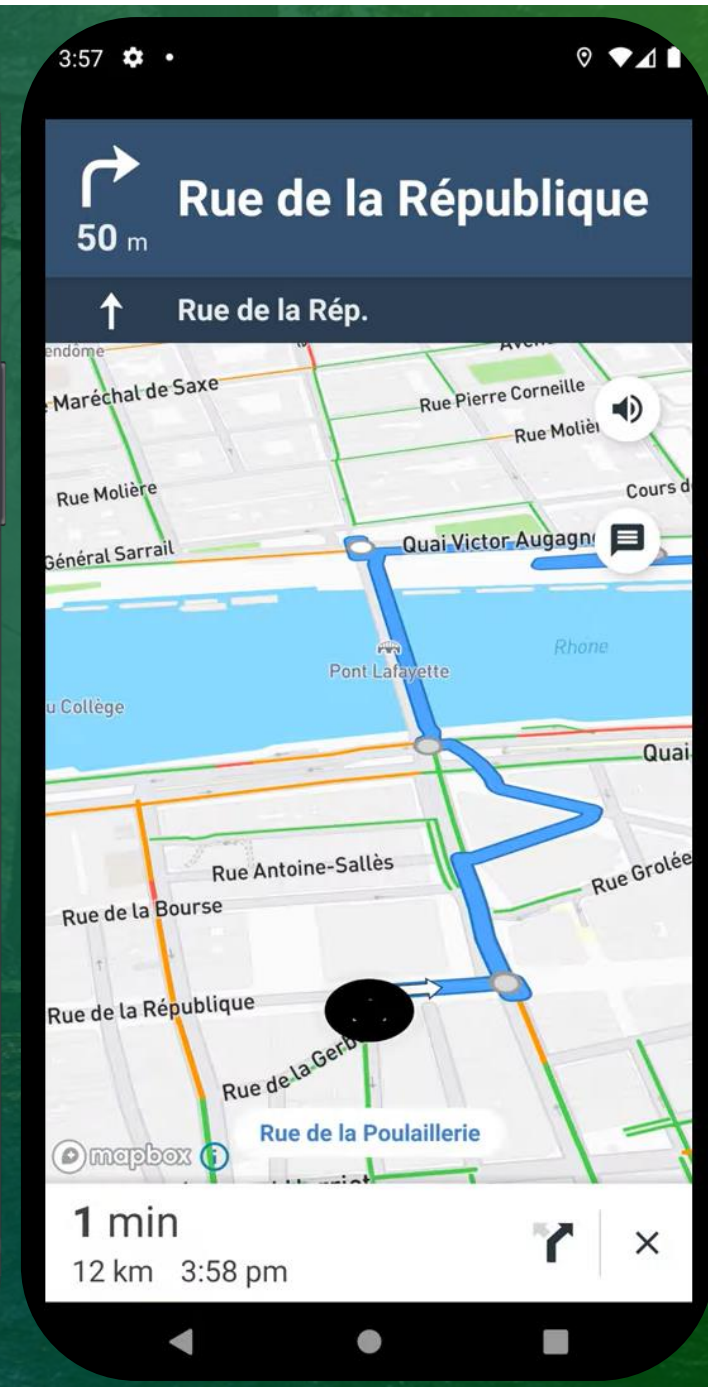 3:57
Rue de la République
50 m
Rue de la Rép.
endôme
Maréchal de Saxe
Rue Pierre Corneille
Rue Moliè
Rue Molière
Cours d
Général Sarrail
Quai Victor Augagn
Rhone
Pont Lafayette
u Collège
Quai
Rue Antoine-Sallès
Rue Grolée
Rue de la Bourse
Rue de la République
Rue de la Gerb
Rue de la Poulaillerie
mapbox
1 min
12 km 3:58 pm